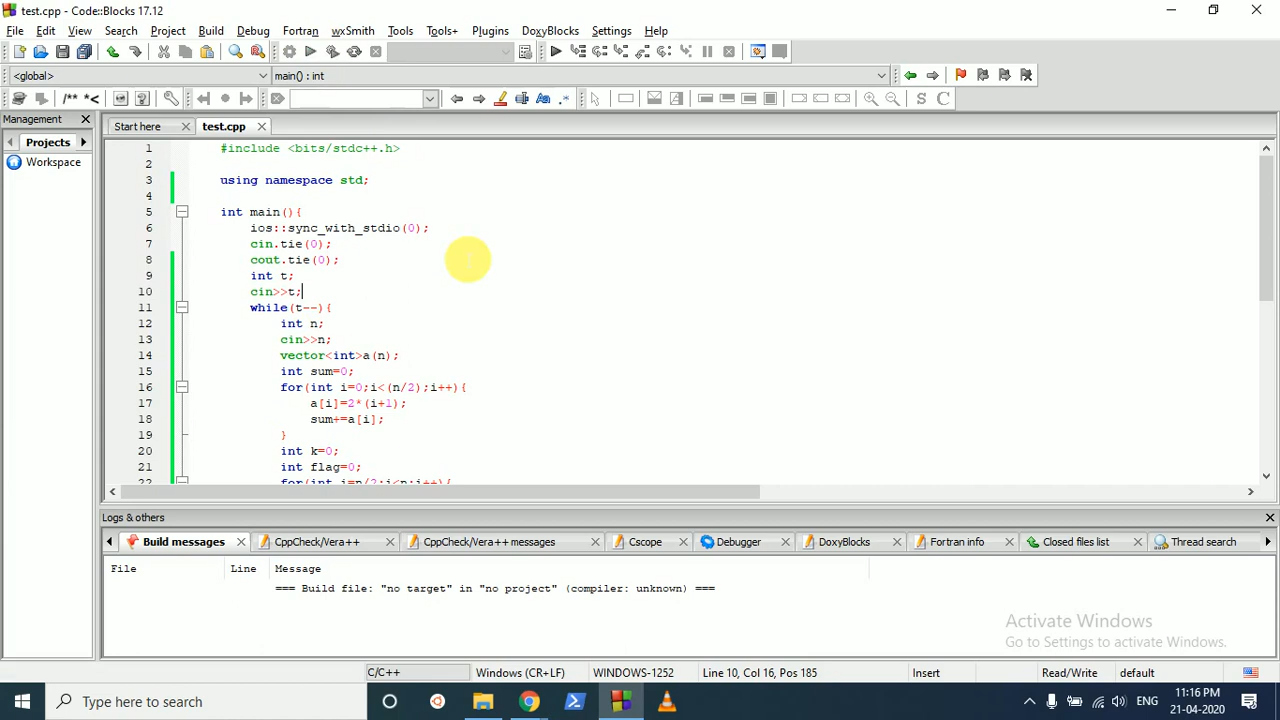 test.cpp - Code::Blocks 17.12
File Edit View Search Project Build Debug Fortran wxSmith Tools Tools+ Plugins DoxyBlocks Settings Help
<global> main() : int
/** *< S C
Management
Projects
Workspace
Start here test.cpp
1 #include <bits/stdc++.h>
2
3 using namespace std;
4
5 int main(){
6 ios::sync_with_stdio(0);
7 cin.tie(0);
8 cout.tie(0);
9 int t;
10 cin>>t;
11 while(t--){
12 int n;
13 cin>>n;
14 vector<int>a(n);
15 int sum=0;
16 for(int i=0;i<(n/2);i++){
17 a[i]=2*(i+1);
18 sum+=a[i];
19 }
20 int k=0;
21 int flag=0;
22 for(int i=n/2;i<n;i++){
Logs & others
Build messages CppCheck/Vera++ CppCheck/Vera++ messages Cscope Debugger DoxyBlocks Fortran info Closed files list Thread search
File Line Message
=== Build file: "no target" in "no project" (compiler: unknown) ===
Activate Windows
Go to Settings to activate Windows.
C/C++ Windows (CR+LF) WINDOWS-1252 Line 10, Col 16, Pos 185 Insert Read/Write default
Type here to search
ENG
11:16 PM
21-04-2020